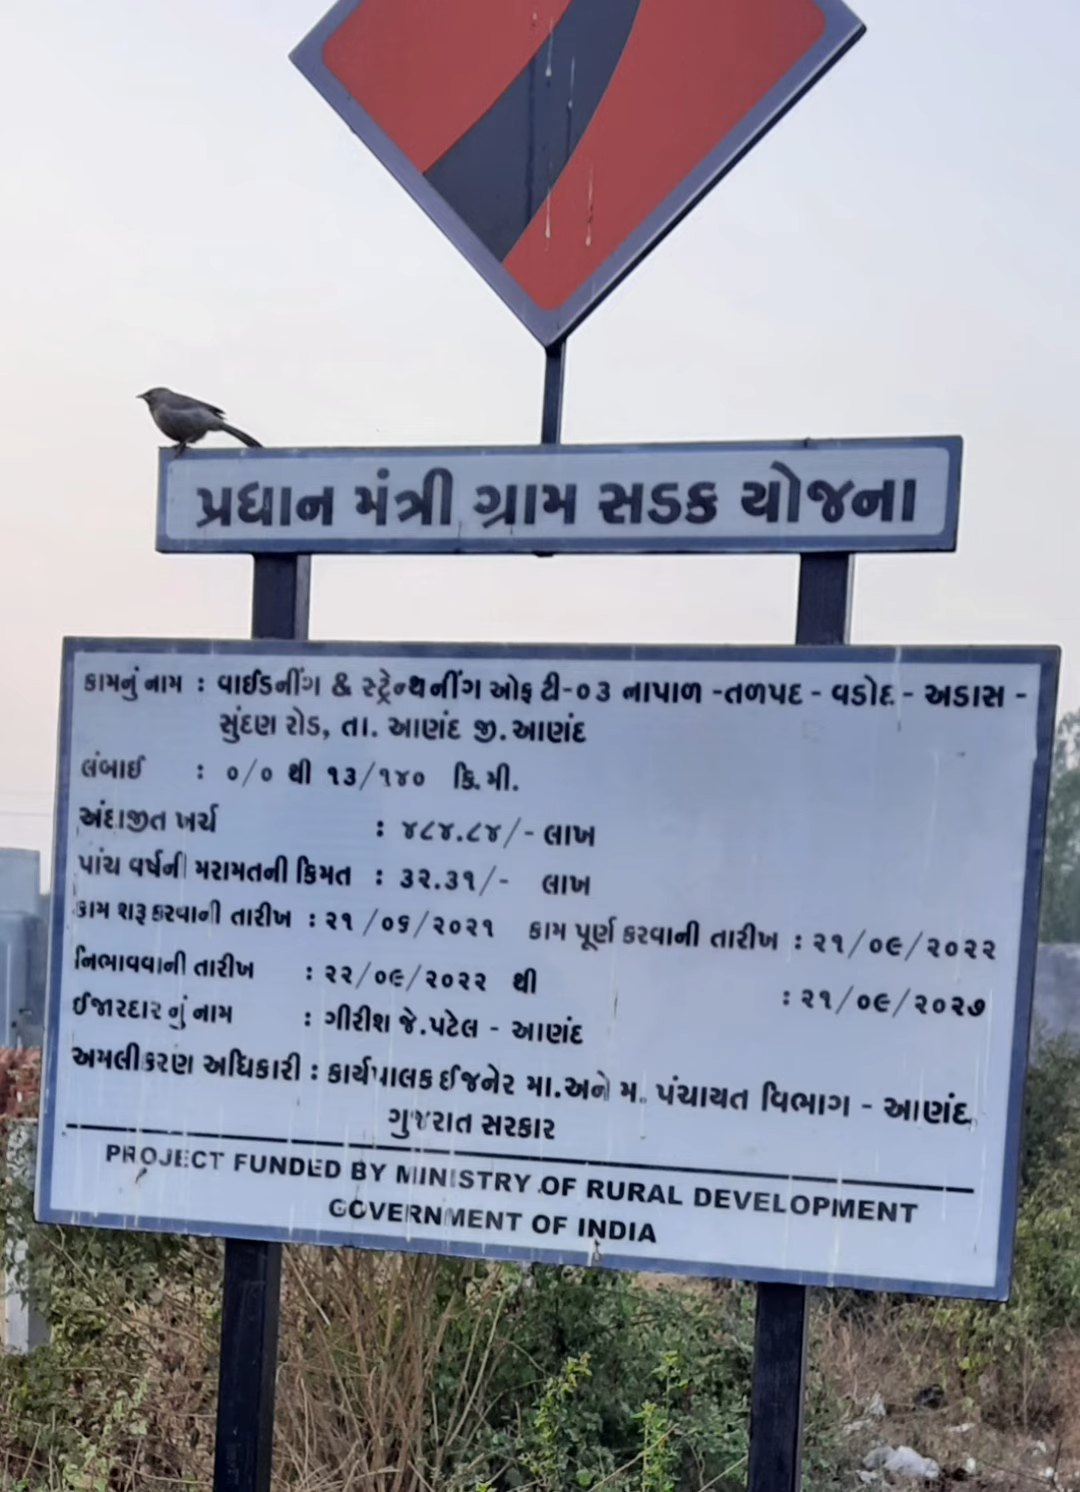 પ્રધાન મંત્રી ગ્રામ સડક યોજના
કામનું નામ : વાઈડનીંગ & સ્ટ્રેન્થનીંગ ઓફ ટી-૦૩ નાપાળ -તળપદ - વડોદ - અડાસ -
સુંદણ રોડ, તા. આણંદ જી.આણંદ
લંબાઈ : ૦/૦ થી ૧૩/૧૪૦ કિ.મી.
અંદાજીત ખર્ચ : ૪૮૪.૮૪/- લાખ
પાંચ વર્ષની મરામતની કિમત : ૩૨.૩૧/- લાખ
કામ શરૂ કરવાની તારીખ : ૨૧/૦૬/૨૦૨૧ કામ પૂર્ણ કરવાની તારીખ : ૨૧/૦૯/૨૦૨૨
નિભાવવાની તારીખ : ૨૨/૦૯/૨૦૨૨ થી : ૨૧/૦૯/૨૦૨૭
ઈજારદાર નું નામ : ગીરીશ જે.પટેલ - આણંદ
અમલીકરણ અધિકારી : કાર્યપાલક ઈજનેર મા.અને મ. પંચાયત વિભાગ - આણંદ.
ગુજરાત સરકાર
PROJECT FUNDED BY MINISTRY OF RURAL DEVELOPMENT
GOVERNMENT OF INDIA